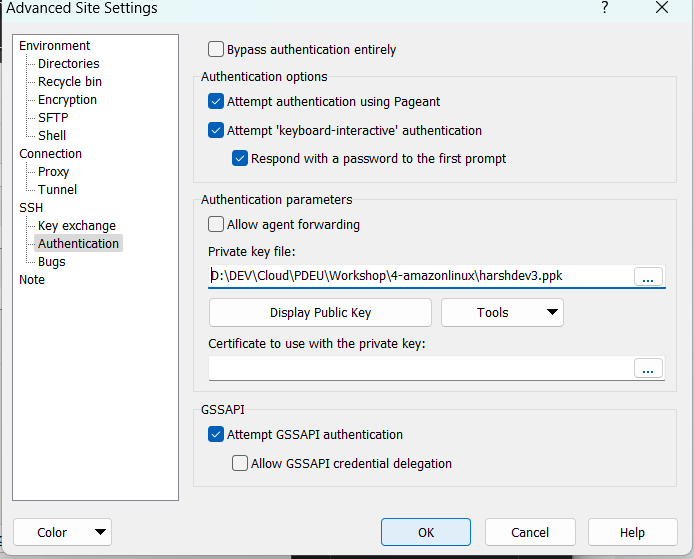 Advanced Site Settings
?
Environment
Directories
Recycle bin
Encryption
SFTP
Shell
Connection
Proxy
Tunnel
SSH
Key exchange
Authentication
Bugs
Note
Bypass authentication entirely
Authentication options
Attempt authentication using Pageant
Attempt 'keyboard-interactive' authentication
Respond with a password to the first prompt
Authentication parameters
Allow agent forwarding
Private key file:
D:\DEV\Cloud\PDEU\Workshop\4-amazonlinux\harshdev3.ppk
...
Display Public Key
Tools
Certificate to use with the private key:
...
GSSAPI
Attempt GSSAPI authentication
Allow GSSAPI credential delegation
Color
OK
Cancel
Help